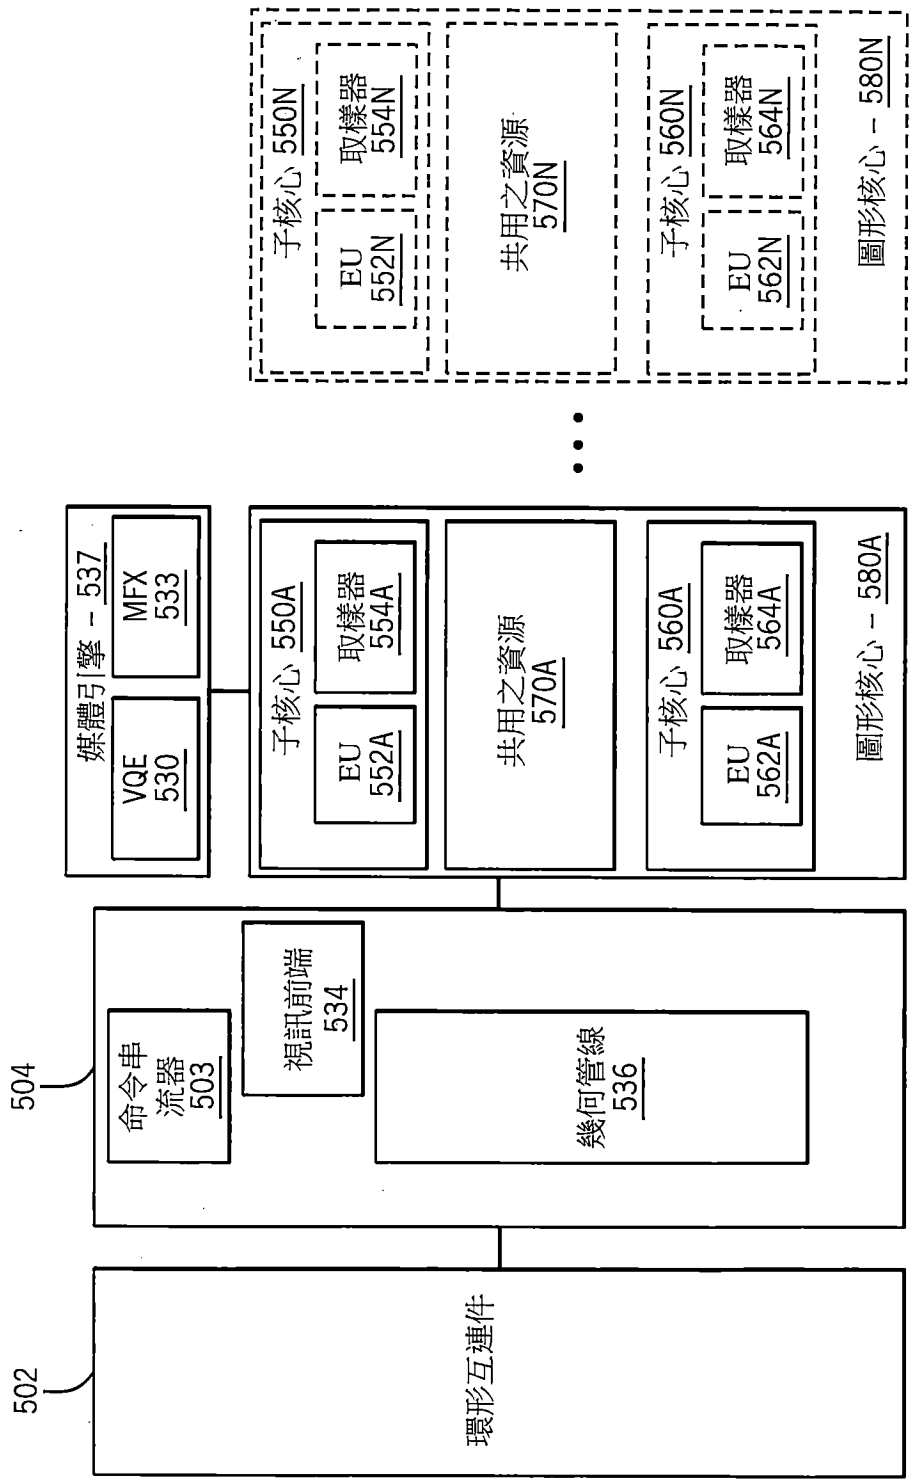 502
環形互連件
504
命令串
流器
503
視訊前端
534
幾何管線
536
媒體引擎 - 537
VQE
530
MFX
533
子核心 550A
EU
552A
取樣器
554A
共用之資源
570A
子核心 560A
EU
562A
取樣器
564A
圖形核心 - 580A
子核心 550N
EU
552N
取樣器
554N
共用之資源
570N
子核心 560N
EU
562N
取樣器
564N
圖形核心 - 580N